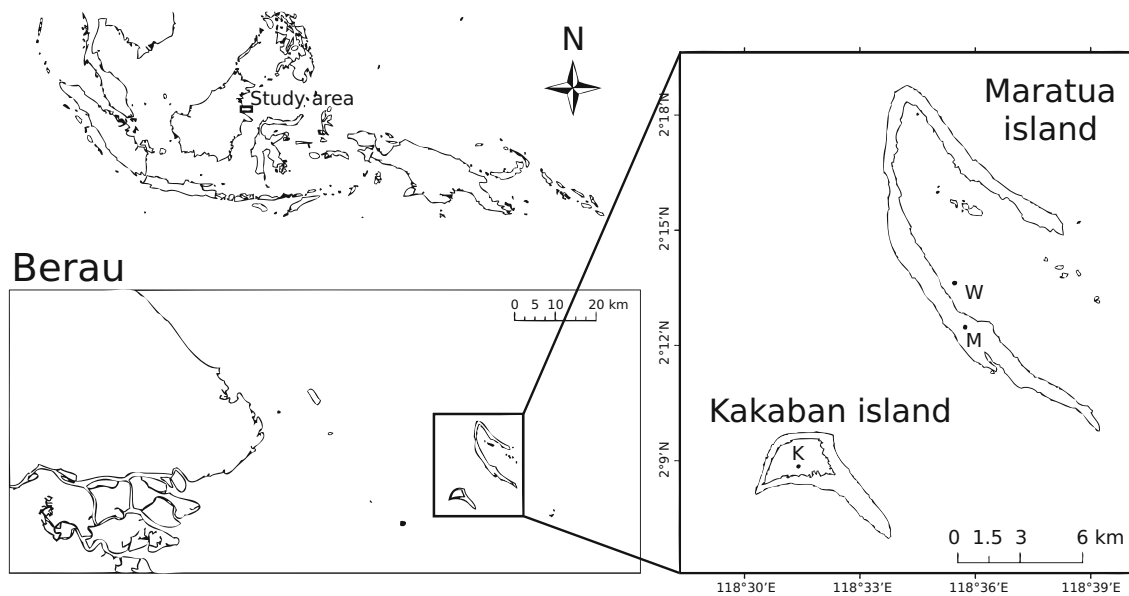 N
Study area
Berau
0 5 10 20 km
Maratua
island
W
M
Kakaban island
K
0 1.5 3 6 km
2°18'N
2°15'N
2°12'N
2°9'N
118°30'E 118°33'E 118°36'E 118°39'E